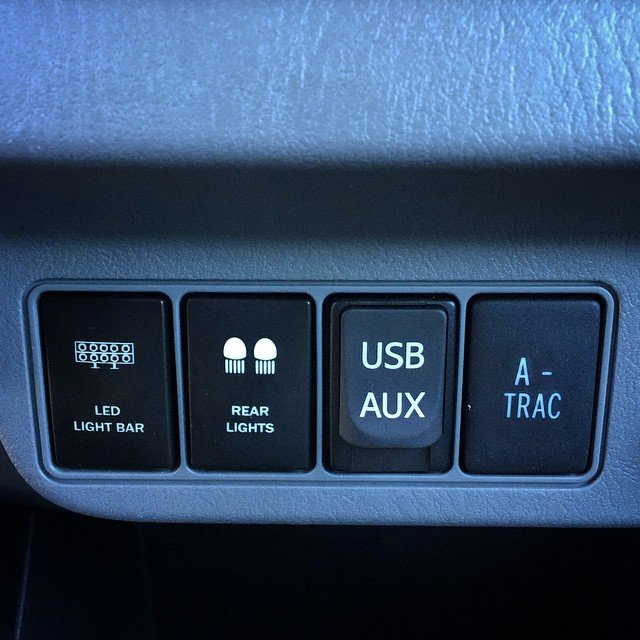 LED
LIGHT BAR
REAR
LIGHTS
USB
AUX
A -
TRAC